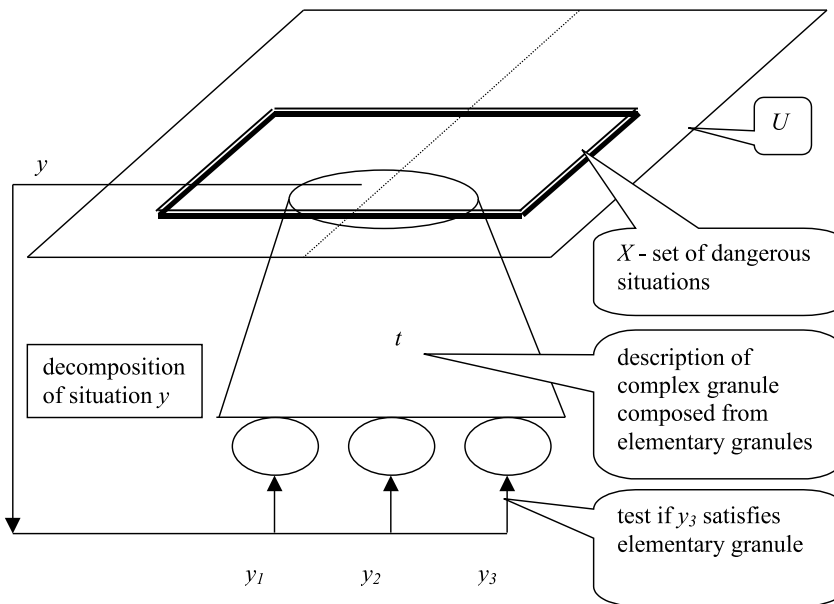 U
y
X - set of dangerous
situations
t
decomposition
of situation y
description of
complex granule
composed from
elementary granules
test if y3 satisfies
elementary granule
y1 y2 y3